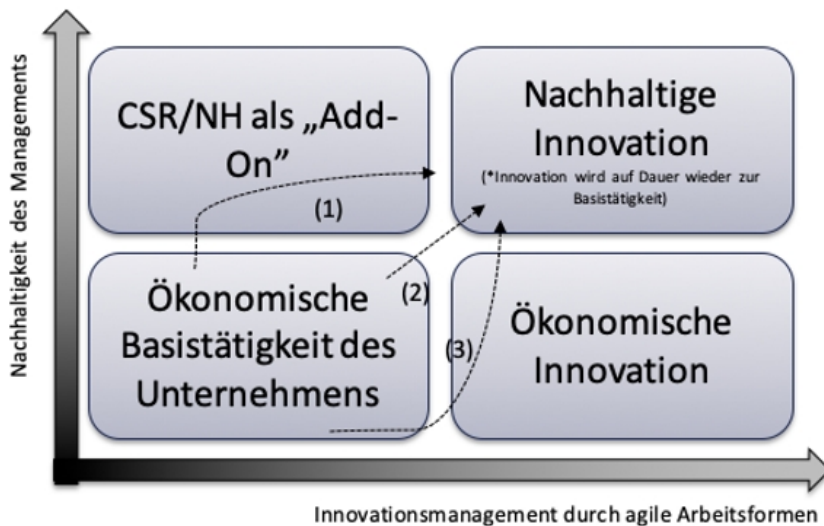 Nachhaltigkeit des Managements
CSR/NH als „Add-
On”
(1)
Nachhaltige
Innovation
(*Innovation wird auf Dauer wieder zur
Basistätigkeit)
Ökonomische
Basistätigkeit des
Unternehmens
(2)
(3)
Ökonomische
Innovation
Innovationsmanagement durch agile Arbeitsformen